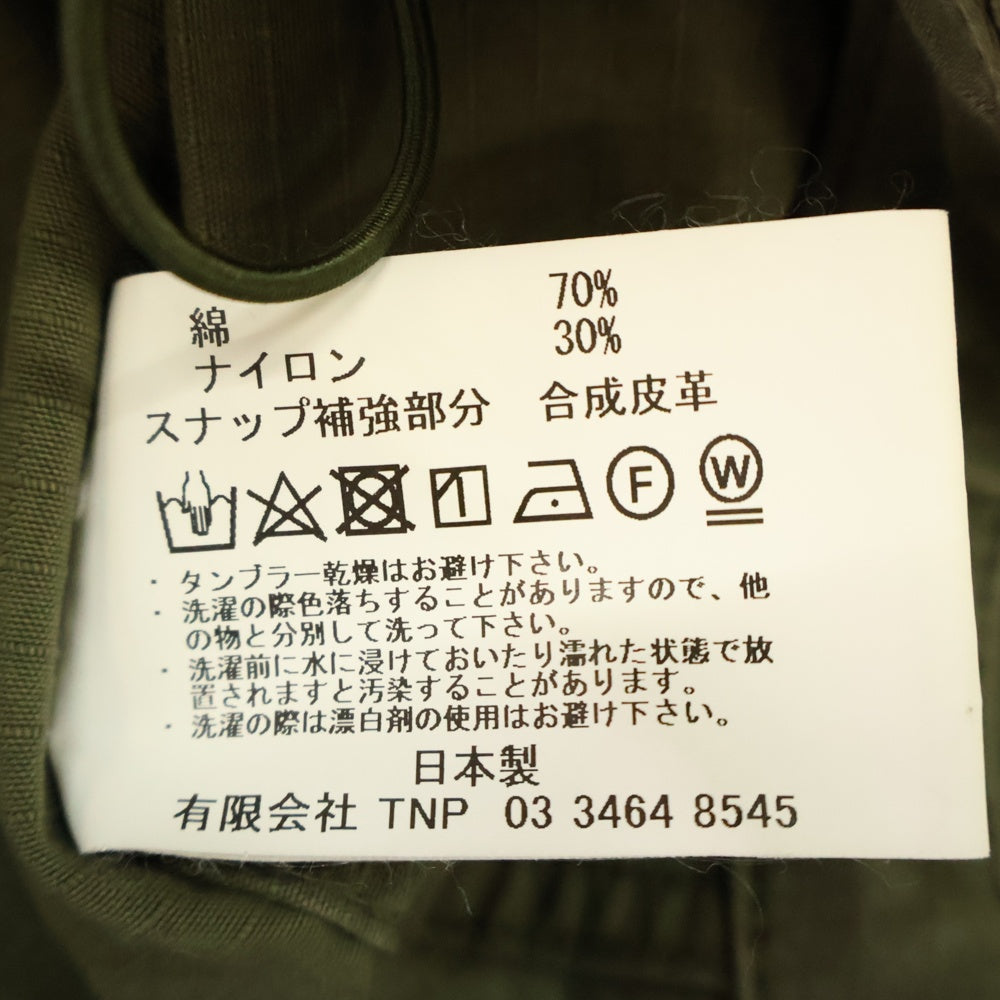 綿 70%
ナイロン 30%
スナップ補強部分 合成皮革
F W
・タンブラー乾燥はお避け下さい。
・洗濯の際色落ちすることがありますので、他
の物と分別して洗って下さい。
・洗濯前に水に浸けておいたり濡れた状態で放
置されますと汚染することがあります。
・洗濯の際は漂白剤の使用はお避け下さい。
日本製
有限会社 TNP 03 3464 8545